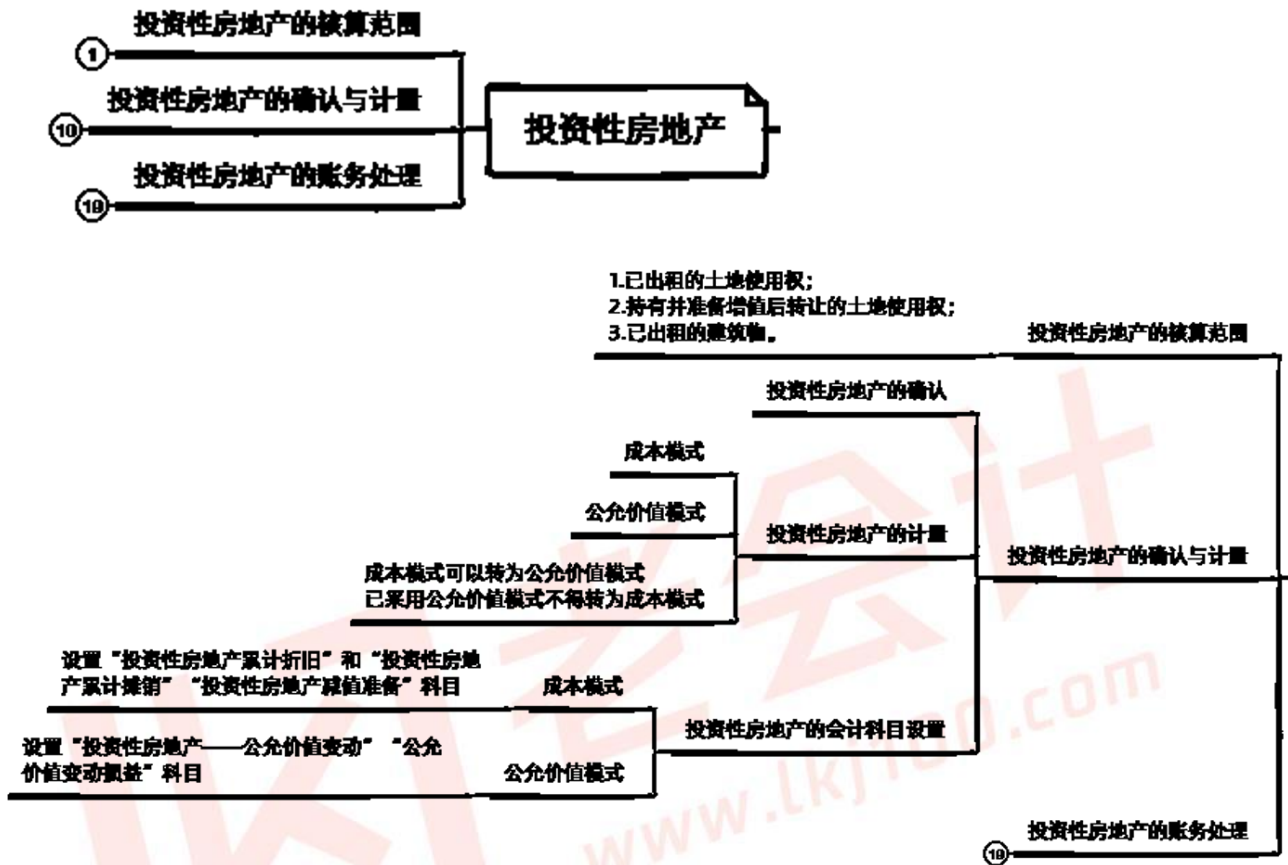 投资性房地产的核算范围
1
投资性房地产的确认与计量
10
投资性房地产
投资性房地产的账务处理
19
1.已出租的土地使用权；
2.持有并准备增值后转让的土地使用权；
3.已出租的建筑物。
投资性房地产的核算范围
投资性房地产的确认
成本模式
公允价值模式
投资性房地产的计量
投资性房地产的确认与计量
成本模式可以转为公允价值模式
已采用公允价值模式不得转为成本模式
设置“投资性房地产累计折旧”和“投资性房地
产累计摊销”“投资性房地产减值准备”科目
成本模式
投资性房地产的会计科目设置
设置“投资性房地产——公允价值变动”“公允
价值变动损益”科目
公允价值模式
投资性房地产的账务处理
19
老会计
www.lkj100.com